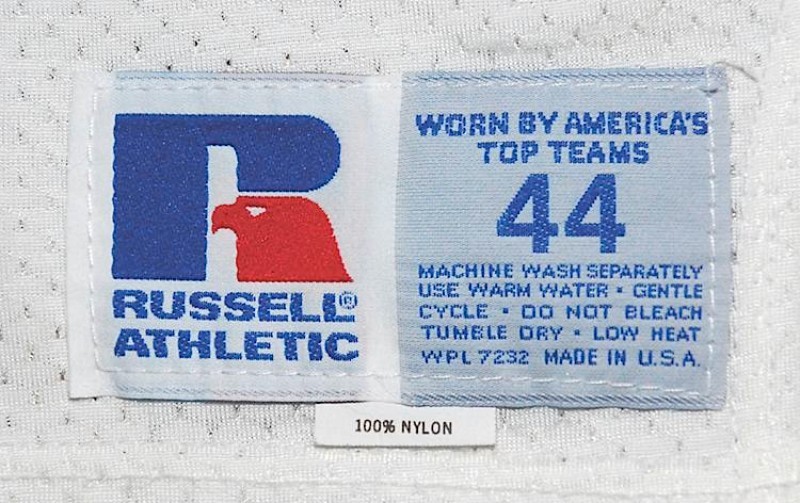 RUSSELL®
ATHLETIC
WORN BY AMERICA'S
TOP TEAMS
44
MACHINE WASH SEPARATELY
USE WARM WATER • GENTLE
CYCLE • DO NOT BLEACH
TUMBLE DRY • LOW HEAT
WPL 7232 MADE IN U.S.A.
100% NYLON